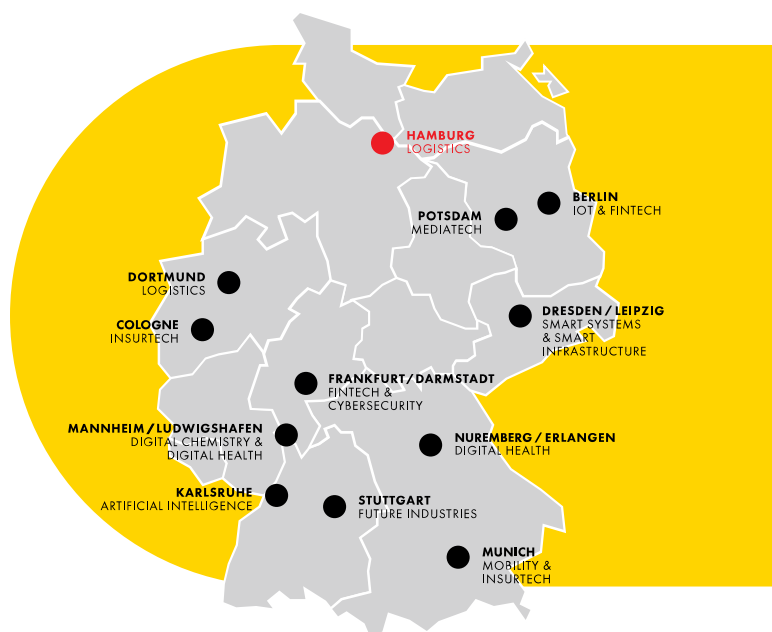 HAMBURG
LOGISTICS
BERLIN
IOT & FINTECH
POTSDAM
MEDIATECH
DORTMUND
LOGISTICS
COLOGNE
INSURTECH
DRESDEN / LEIPZIG
SMART SYSTEMS
& SMART
INFRASTRUCTURE
FRANKFURT/DARMSTADT
FINTECH &
CYBERSECURITY
MANNHEIM/LUDWIGSHAFEN
DIGITAL CHEMISTRY &
DIGITAL HEALTH
NUREMBERG / ERLANGEN
DIGITAL HEALTH
KARLSRUHE
ARTIFICIAL INTELLIGENCE
STUTTGART
FUTURE INDUSTRIES
MUNICH
MOBILITY &
INSURTECH